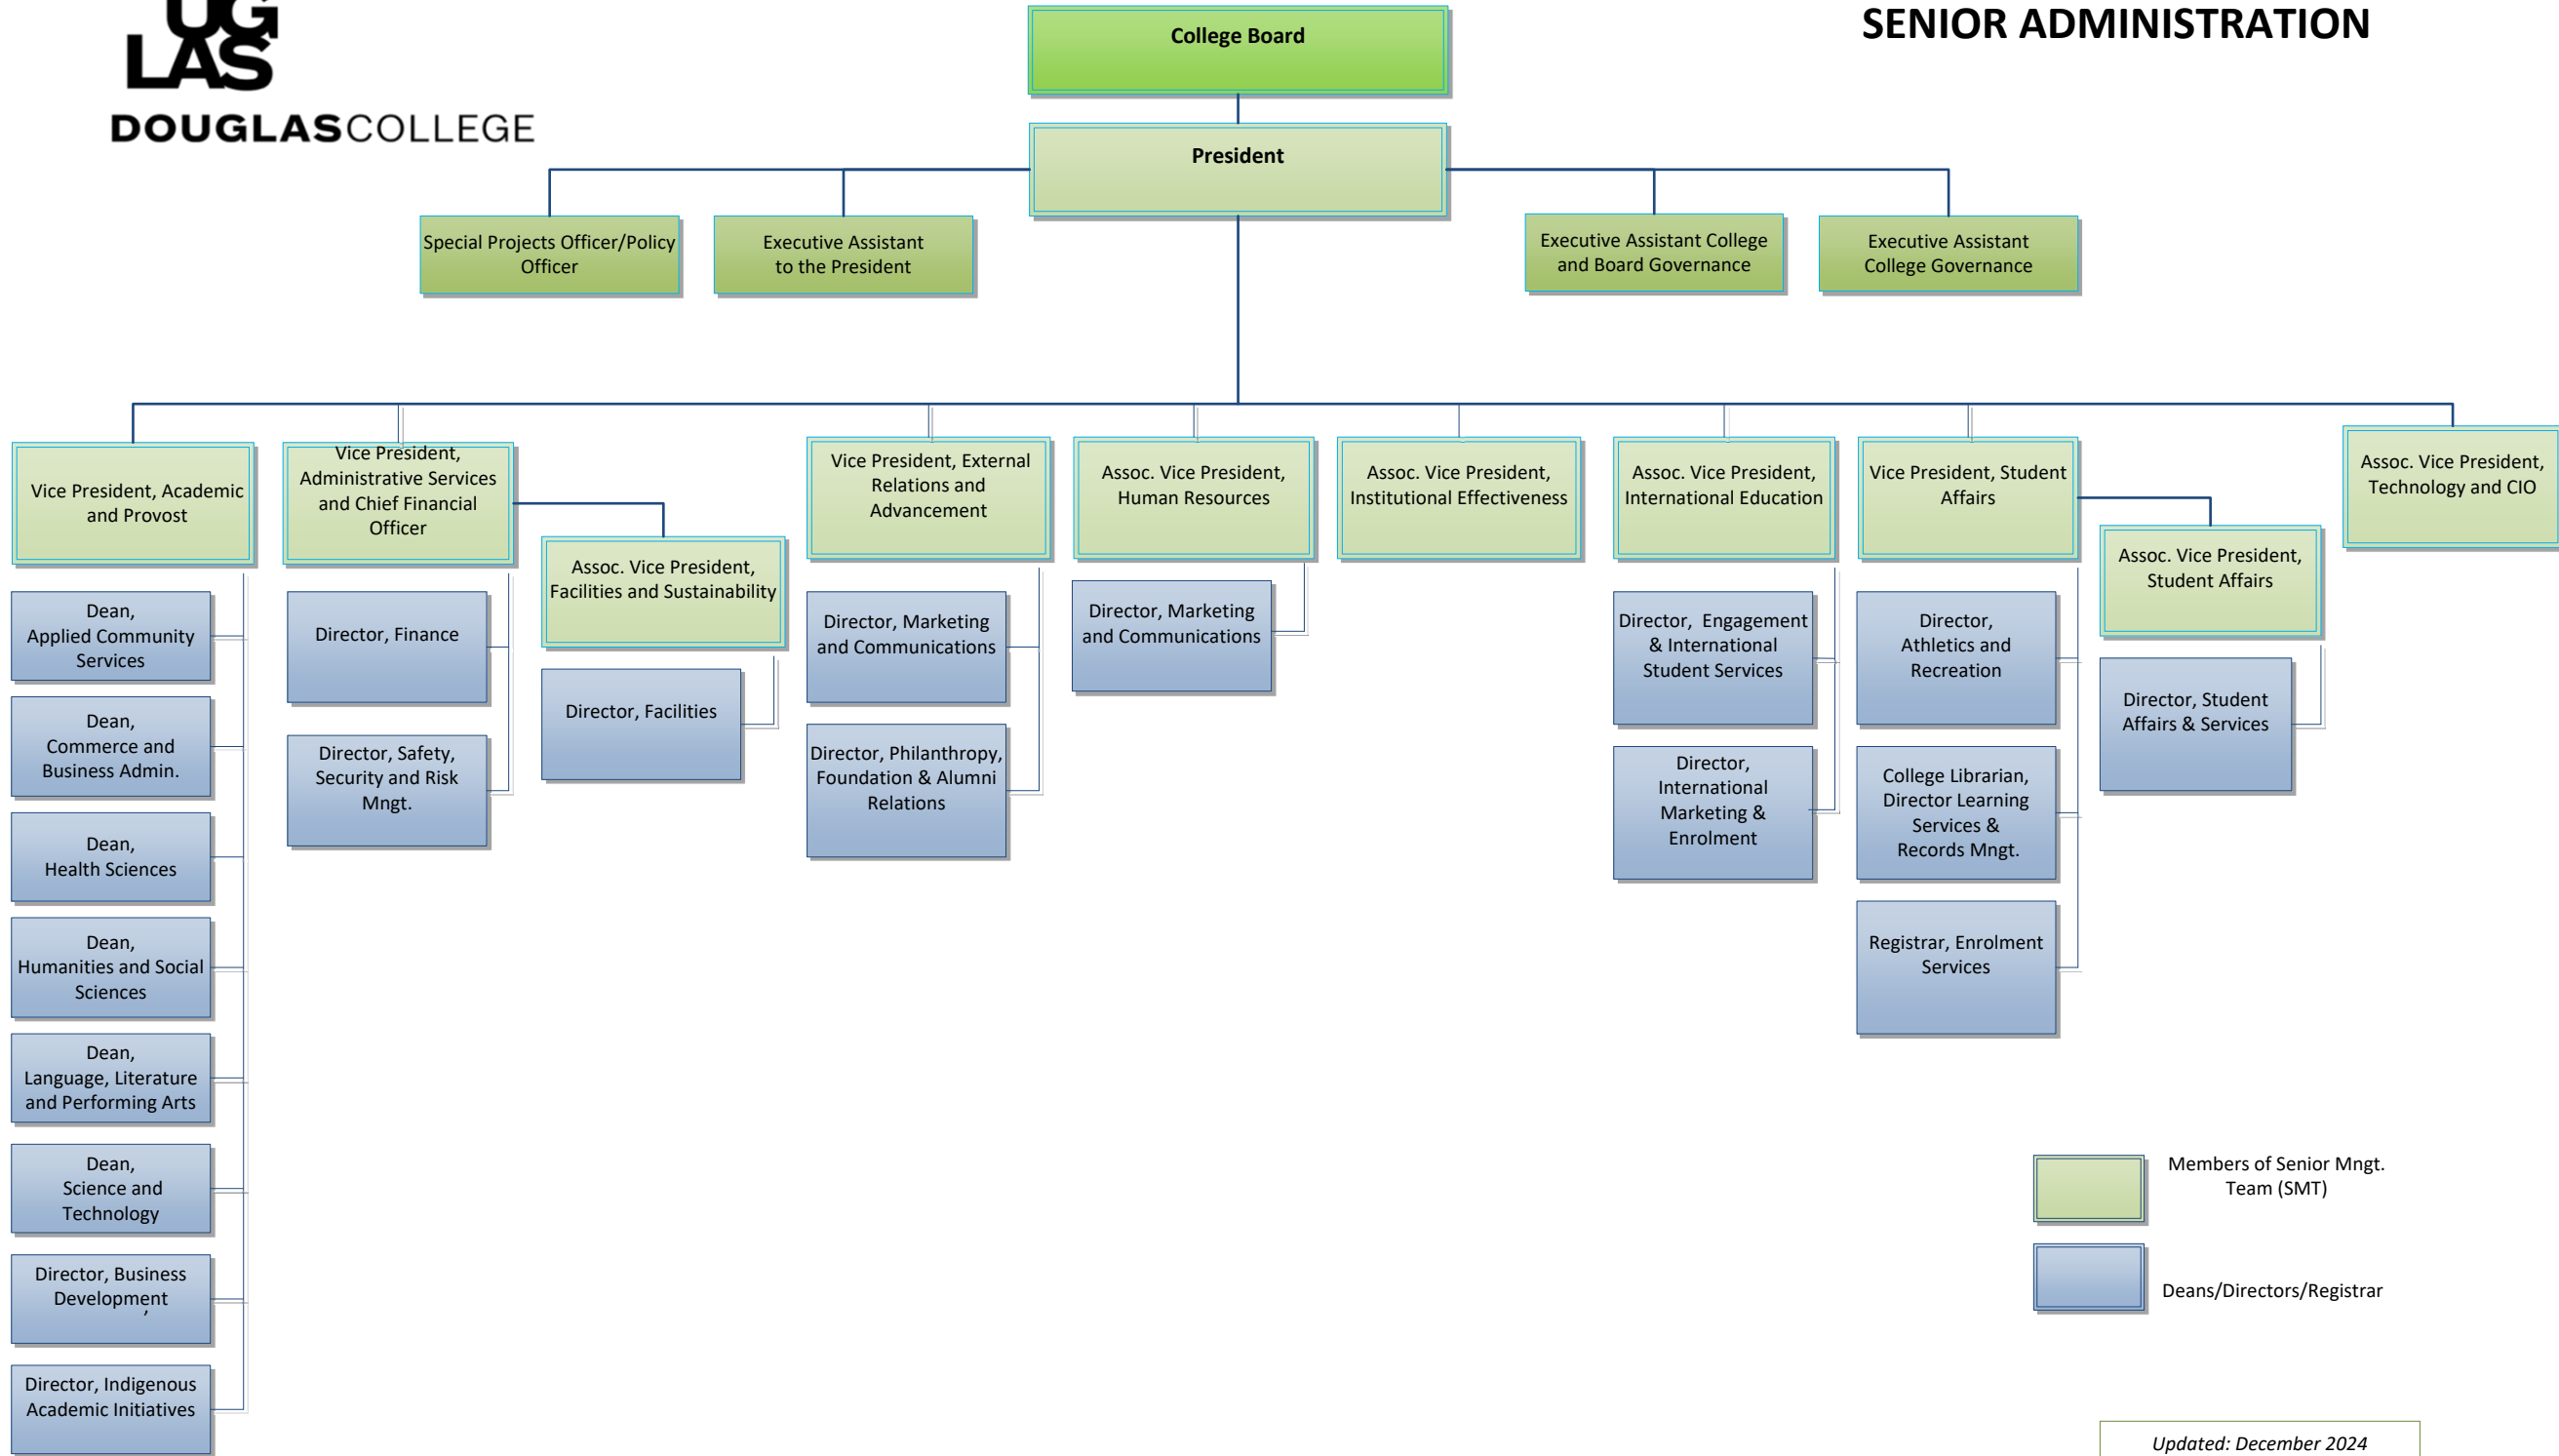 UG
LAS
DOUGLASCOLLEGE
SENIOR ADMINISTRATION
College Board
President
Special Projects Officer/Policy
Officer
Executive Assistant
to the President
Executive Assistant College
and Board Governance
Executive Assistant
College Governance
Vice President, Academic
and Provost
Vice President,
Administrative Services
and Chief Financial
Officer
Assoc. Vice President,
Facilities and Sustainability
Vice President, External
Relations and
Advancement
Assoc. Vice President,
Human Resources
Assoc. Vice President,
Institutional Effectiveness
Assoc. Vice President,
International Education
Vice President, Student
Affairs
Assoc. Vice President,
Student Affairs
Assoc. Vice President,
Technology and CIO
Dean,
Applied Community
Services
Dean,
Commerce and
Business Admin.
Dean,
Health Sciences
Dean,
Humanities and Social
Sciences
Dean,
Language, Literature
and Performing Arts
Dean,
Science and
Technology
Director, Business
Development
,
Director, Indigenous
Academic Initiatives
Director, Finance
Director, Safety,
Security and Risk
Mngt.
Director, Facilities
Director, Marketing
and Communications
Director, Philanthropy,
Foundation & Alumni
Relations
Director, Marketing
and Communications
Director, Engagement
& International
Student Services
Director,
International
Marketing &
Enrolment
Director,
Athletics and
Recreation
College Librarian,
Director Learning
Services &
Records Mngt.
Registrar, Enrolment
Services
Director, Student
Affairs & Services
Members of Senior Mngt.
Team (SMT)
Deans/Directors/Registrar
Updated: December 2024